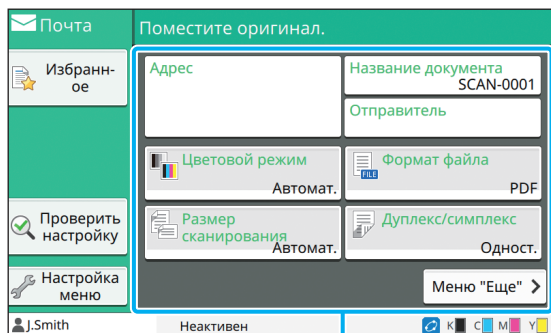 Почта
Поместите оригинал.
Избранн-
ое
Адрес
Название документа
SCAN-0001
Отправитель
Цветовой режим
Автомат.
Формат файла
FILE
PDF
Проверить
настройку
Размер
сканирования
Автомат.
Дуплекс/симплекс
Одност.
Настройка
меню
Меню "Еще"
J.Smith
Неактивен
K C M Y